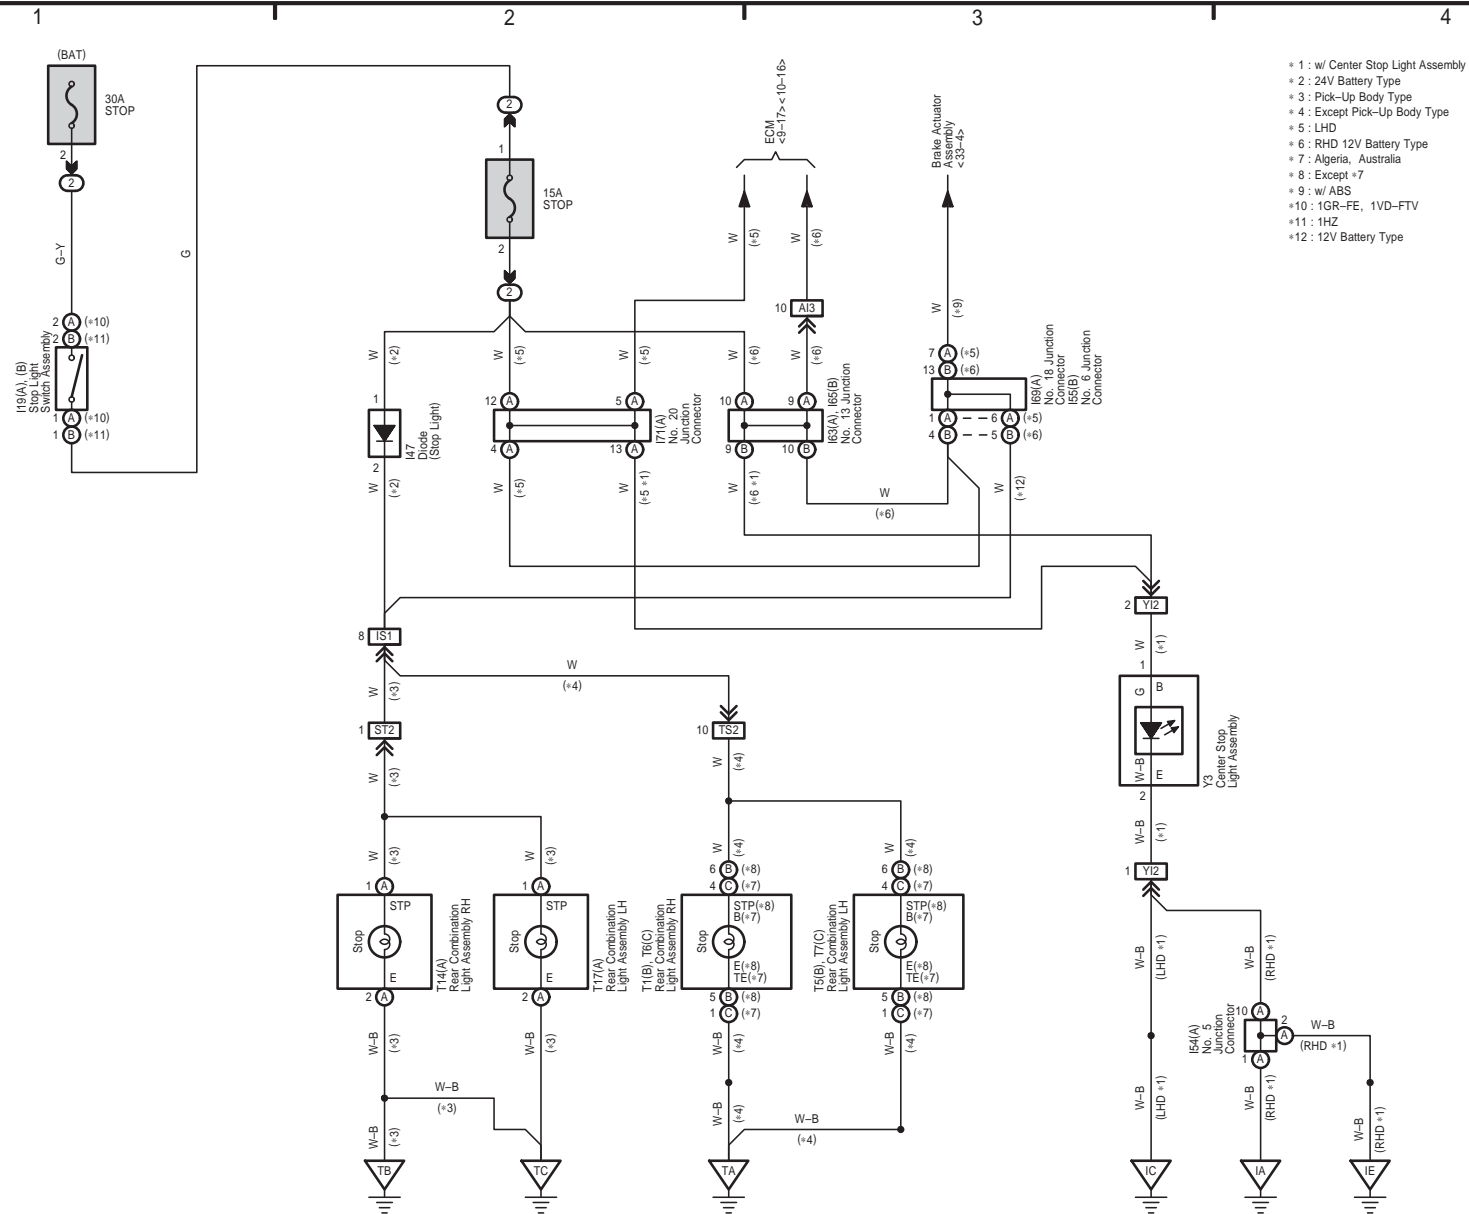 1
2
3
4
(BAT)
30A
STOP
2
2
G–Y
2 A (∗10)
2 B (∗11)
I19(A), (B)
Stop Light
Switch Assembly
1 A (∗10)
1 B (∗11)
G
2
1
15A
STOP
2
2
ECM
<9–17><10–16>
Brake Actuator
Assembly
<33–4>
∗ 1 : w/ Center Stop Light Assembly
∗ 2 : 24V Battery Type
∗ 3 : Pick–Up Body Type
∗ 4 : Except Pick–Up Body Type
∗ 5 : LHD
∗ 6 : RHD 12V Battery Type
∗ 7 : Algeria, Australia
∗ 8 : Except ∗7
∗ 9 : w/ ABS
∗10 : 1GR–FE, 1VD–FTV
∗11 : 1HZ
∗12 : 12V Battery Type
W
(∗5)
W
(∗6)
10 AI3
W
(∗9)
W
(∗2)
W
(∗5)
W
(∗5)
W
(∗6)
W
(∗6)
7 A (∗5)
13 B (∗6)
I69(A)
No. 18 Junction
Connector
I55(B)
No. 6 Junction
Connector
1 A – – 6 A (∗5)
4 B – – 5 B (∗6)
1
I47
Diode
(Stop Light)
2
12 A
5 A
I71(A)
No. 20
Junction
Connector
4 A
13 A
10 A
9 A
I63(A), I65(B)
No. 13 Junction
Connector
9 B
10 B
W
(∗2)
W
(∗5)
W
(∗5 ∗1)
W
(∗6 ∗1)
W
(∗6)
W
(∗12)
8 IS1
W
(∗4)
W
(∗3)
1 ST2
10 TS2
W
(∗3)
W
(∗4)
2 YI2
W
(∗1)
1
G
B
W–B
E
Y3
Center Stop
Light Assembly
2
W–B
(∗1)
1 YI2
W
(∗3)
W
(∗3)
W
(∗4)
W
(∗4)
1 A
STP
Stop
E
2 A
T14(A)
Rear Combination
Light Assembly RH
1 A
STP
Stop
E
2 A
T17(A)
Rear Combination
Light Assembly LH
6 B (∗8)
4 C (∗7)
STP(∗8)
B(∗7)
Stop
E(∗8)
TE(∗7)
5 B (∗8)
1 C (∗7)
T1(B), T6(C)
Rear Combination
Light Assembly RH
6 B (∗8)
4 C (∗7)
STP(∗8)
B(∗7)
Stop
E(∗8)
TE(∗7)
5 B (∗8)
1 C (∗7)
T5(B), T7(C)
Rear Combination
Light Assembly LH
W–B
(LHD ∗1)
W–B
(RHD ∗1)
10 A
2
A
1 A
I54(A)
No. 5
Junction
Connector
W–B
(RHD ∗1)
W–B
(∗3)
W–B
(∗3)
W–B
(∗4)
W–B
(∗4)
W–B
(∗3)
W–B
(∗3)
W–B
(∗4)
W–B
(∗4)
W–B
(LHD ∗1)
W–B
(RHD ∗1)
W–B
(RHD ∗1)
TB
TC
TA
IC
IA
IE